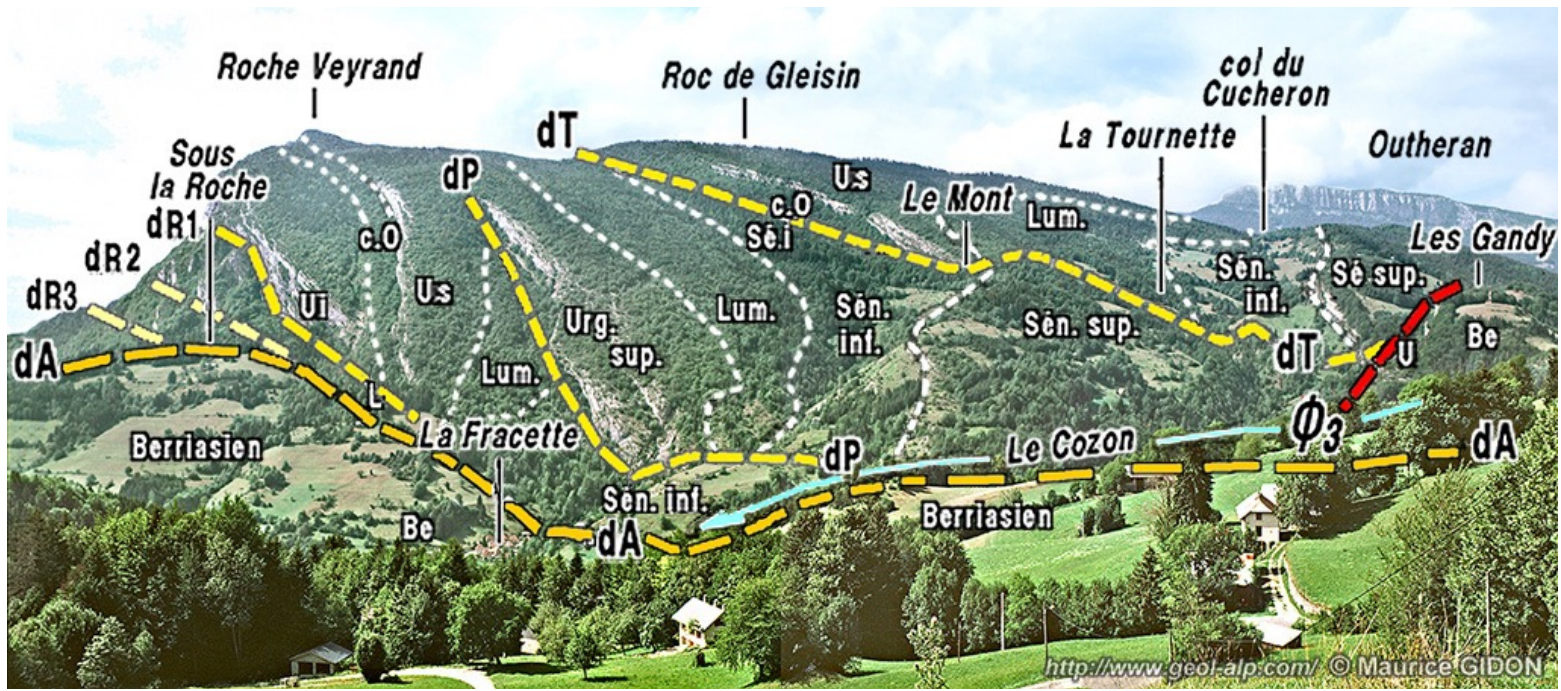 Roche Veyrand
Roc de Gleisin
col du
Cucheron
dT
La Tournette
Outheran
Sous
la Roche
dP
Us
Le Mont
Lum.
dR1
c.O
c.O
Sé.i
Les Gandy
dR2
Sén.
inf.
Sé sup.
dR3
Ui
Us
Urg.
sup.
Lum.
Sén.
inf.
Sén. sup.
Be
dA
Lum.
dT
U
L
Berriasien
La Fracette
Le Cozon
φ3
dA
dP
Sén. inf.
Be
dA
Berriasien
http://www.geol-alp.com/ © Maurice GIDON